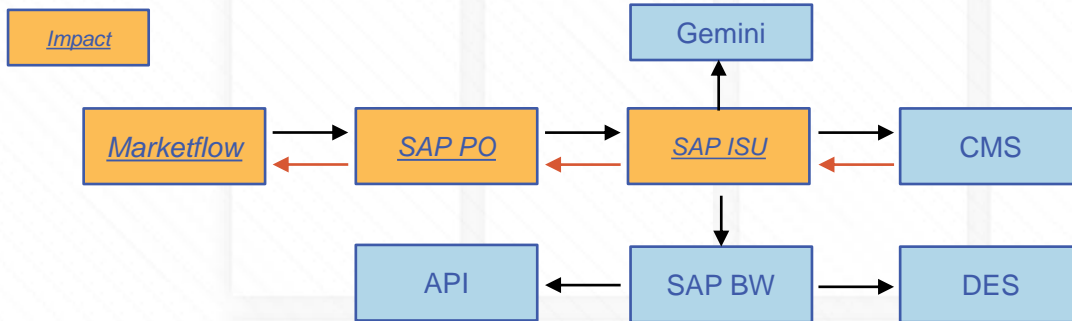 Impact
Gemini
Marketflow
SAP PO
SAP ISU
CMS
API
SAP BW
DES